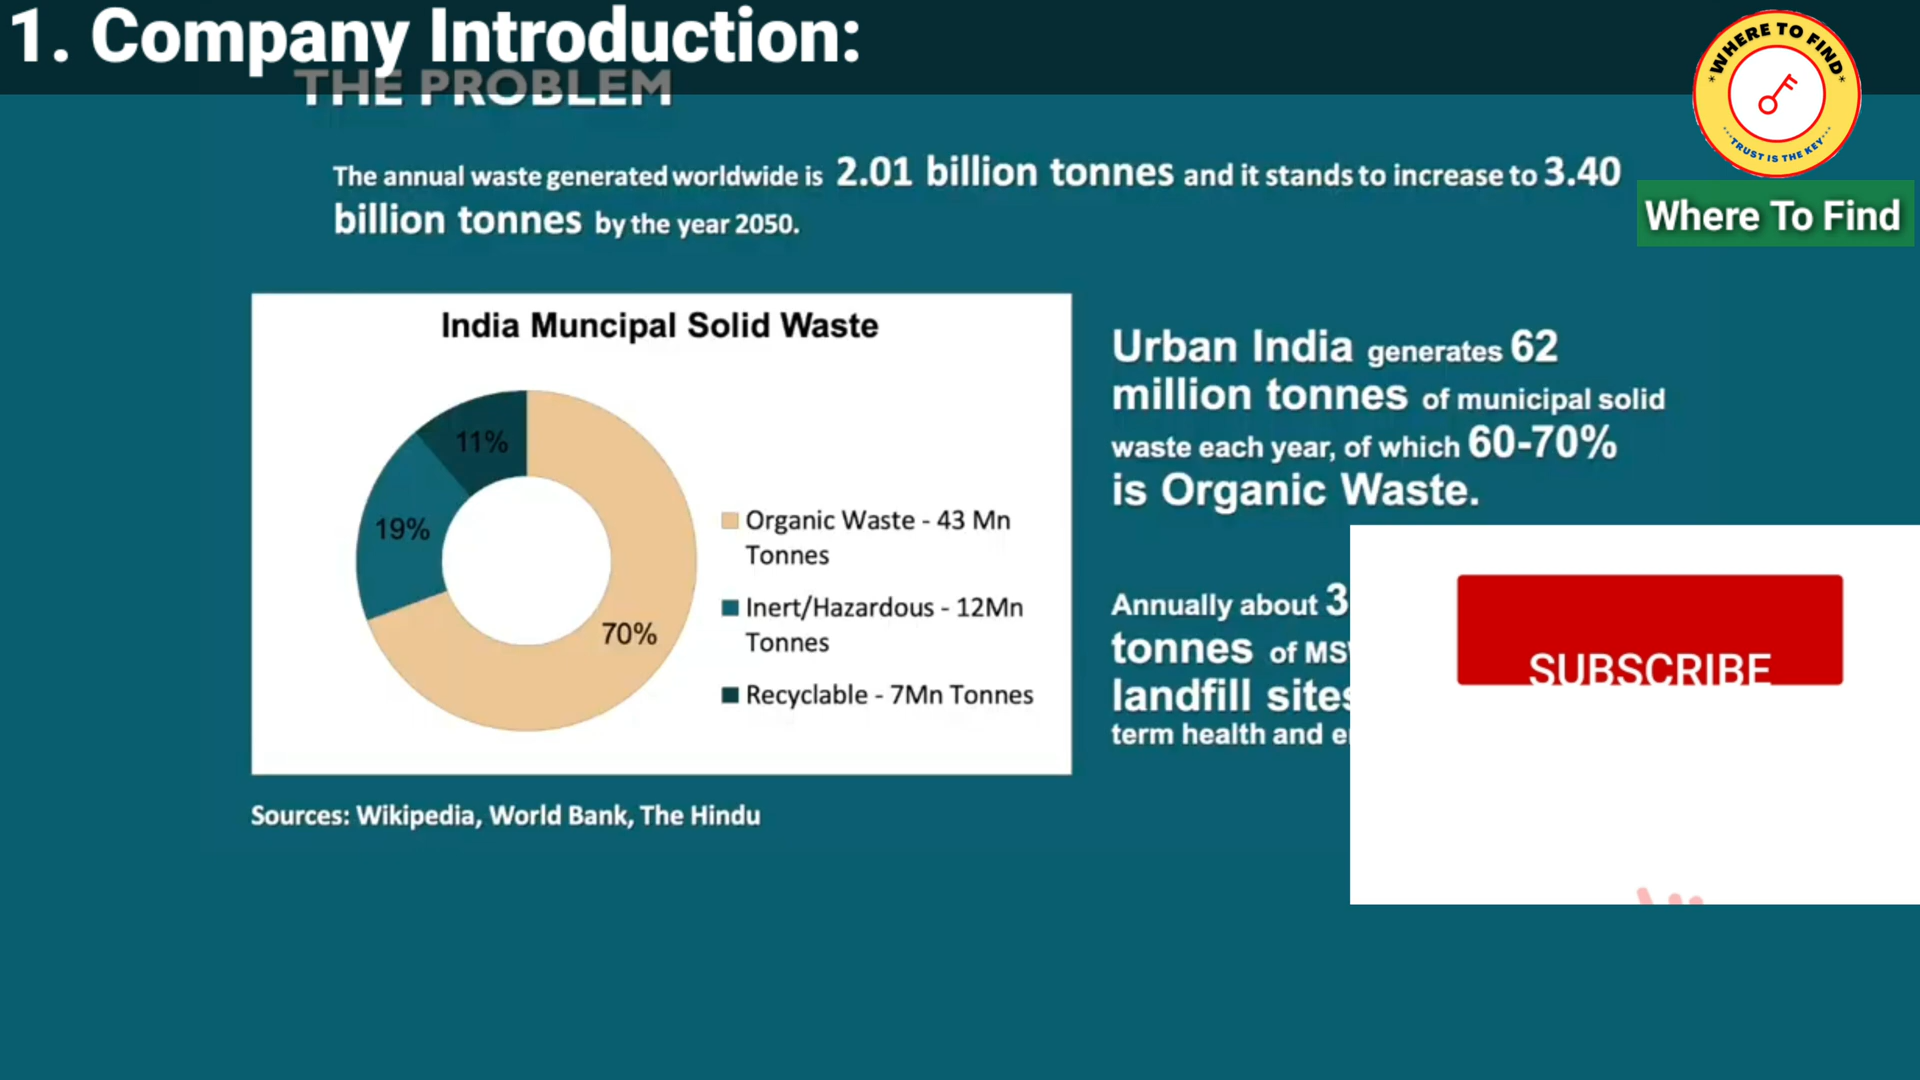 1. Company Introduction:
THE PROBLEM
WHERE TO FIND
TRUST IS THE KEY
Where To Find
The annual waste generated worldwide is 2.01 billion tonnes and it stands to increase to 3.40
billion tonnes by the year 2050.
India Muncipal Solid Waste
11%
19%
70%
Organic Waste - 43 Mn
Tonnes
Inert/Hazardous - 12Mn
Tonnes
Recyclable - 7Mn Tonnes
Urban India generates 62
million tonnes of municipal solid
waste each year, of which 60-70%
is Organic Waste.
Annually about 3
tonnes of
landfill
term health and
SUBSCRIBE
Sources: Wikipedia, World Bank, The Hindu